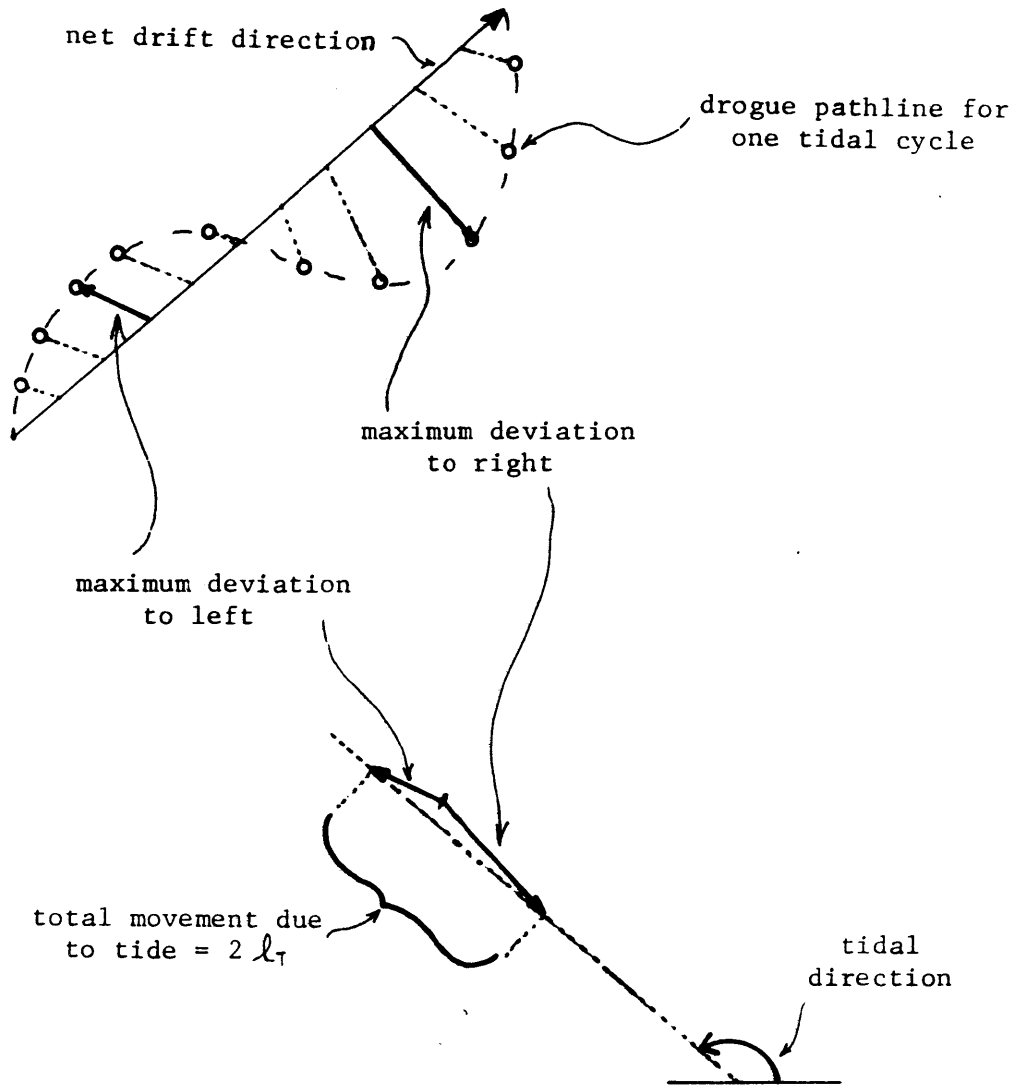 net drift direction
drogue pathline for
one tidal cycle
maximum deviation
to right
maximum deviation
to left
total movement due
to tide = 2 ℓT
tidal
direction